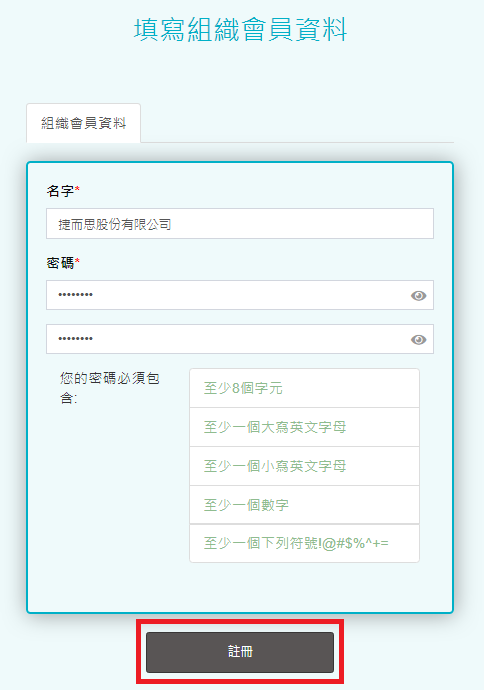 填寫組織會員資料
組織會員資料
名字*
捷而思股份有限公司
密碼*
••••••••
••••••••
您的密碼必須包
含:
至少8個字元
至少一個大寫英文字母
至少一個小寫英文字母
至少一個數字
至少一個下列符號!@#$%^+=
註冊